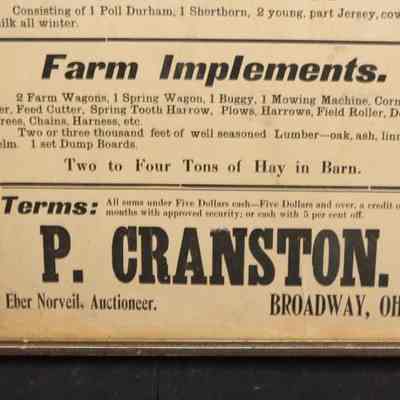 Consisting of 1 Poll Durham, 1 Shorthorn, 2 young, part Jersey, cow
ilk all winter.
Farm Implements.
2 Farm Wagons, 1 Spring Wagon, 1 Buggy, 1 Mowing Machine, Corn
er, Feed Cutter, Spring Tooth Harrow, Plows, Harrows, Field Roller, Do
rees, Chains, Harness, etc.
Two or three thousand feet of well seasoned Lumber—oak, ash, linn
elm. 1 set Dump Boards.
Two to Four Tons of Hay in Barn.
Terms: All sums under Five Dollars cash—Five Dollars and over, a credit o
months with approved security; or cash with 5 per cent off.
P. CRANSTON.
Eber Norveil, Auctioneer. BROADWAY, OH